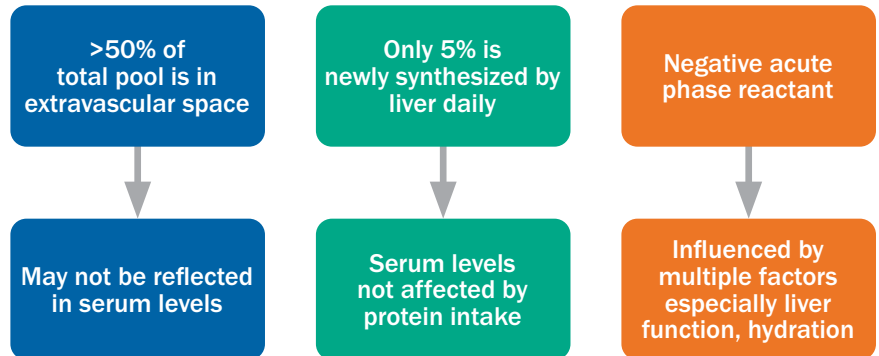 >50% of
total pool is in
extravascular space
Only 5% is
newly synthesized by
liver daily
Negative acute
phase reactant
May not be reflected
in serum levels
Serum levels
not affected by
protein intake
Influenced by
multiple factors
especially liver
function, hydration